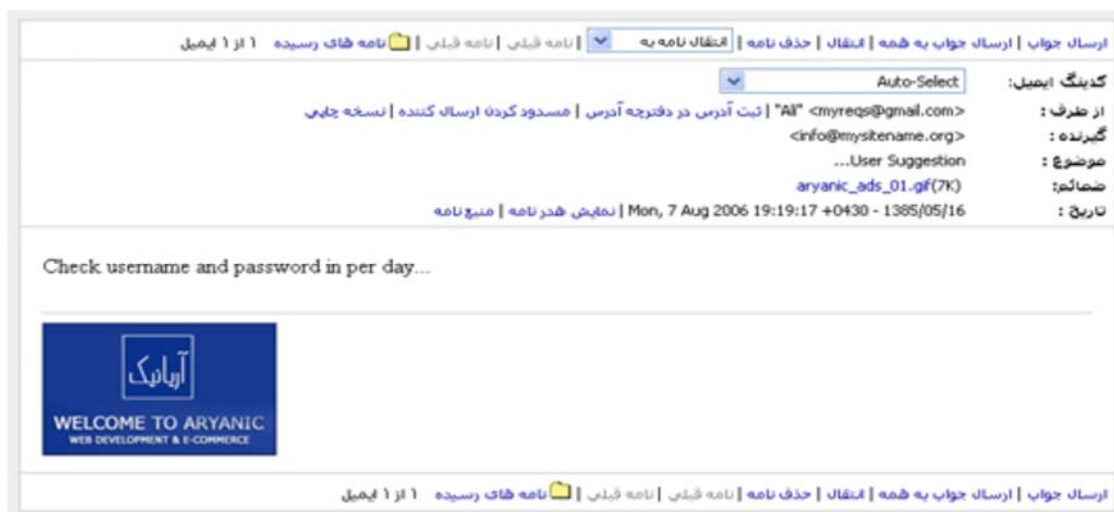 ارسال جواب | ارسال جواب به همه | انتقال | حذف نامه | انتقال نامه به | نامه قبلی | نامه قبلی | نامه های رسیده ۱ از ۱ ایمیل
کدینگ ایمیل: Auto-Select
از طرف : "Ali" <myreqs@gmail.com> | ثبت آدرس در دفترچه آدرس | مسدود کردن ارسال کننده | نسخه چاپی
گیرنده : <info@mysitename.org>
موضوع : User Suggestion...
ضمائم: aryanic_ads_01.gif(7K)
تاریخ : Mon, 7 Aug 2006 19:19:17 +0430 - 1385/05/16 | نمایش هدر نامه | منبع نامه
Check username and password in per day...
آریانیک
WELCOME TO ARYANIC
WEB DEVELOPMENT & E-COMMERCE
ارسال جواب | ارسال جواب به همه | انتقال | حذف نامه | نامه قبلی | نامه قبلی | نامه های رسیده ۱ از ۱ ایمیل